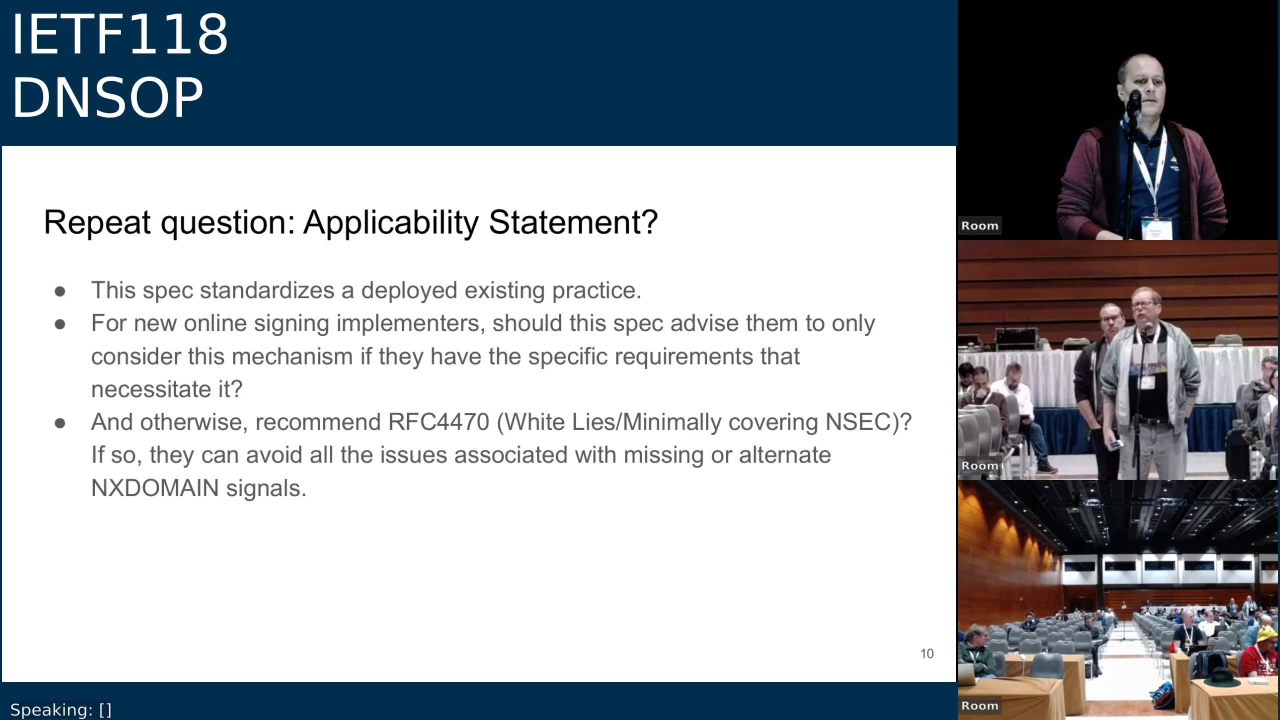 IETF118
DNSOP
Repeat question: Applicability Statement?
● This spec standardizes a deployed existing practice.
● For new online signing implementers, should this spec advise them to only
consider this mechanism if they have the specific requirements that
necessitate it?
● And otherwise, recommend RFC4470 (White Lies/Minimally covering NSEC)?
If so, they can avoid all the issues associated with missing or alternate
NXDOMAIN signals.
10
Speaking: []
Room
Room
Room